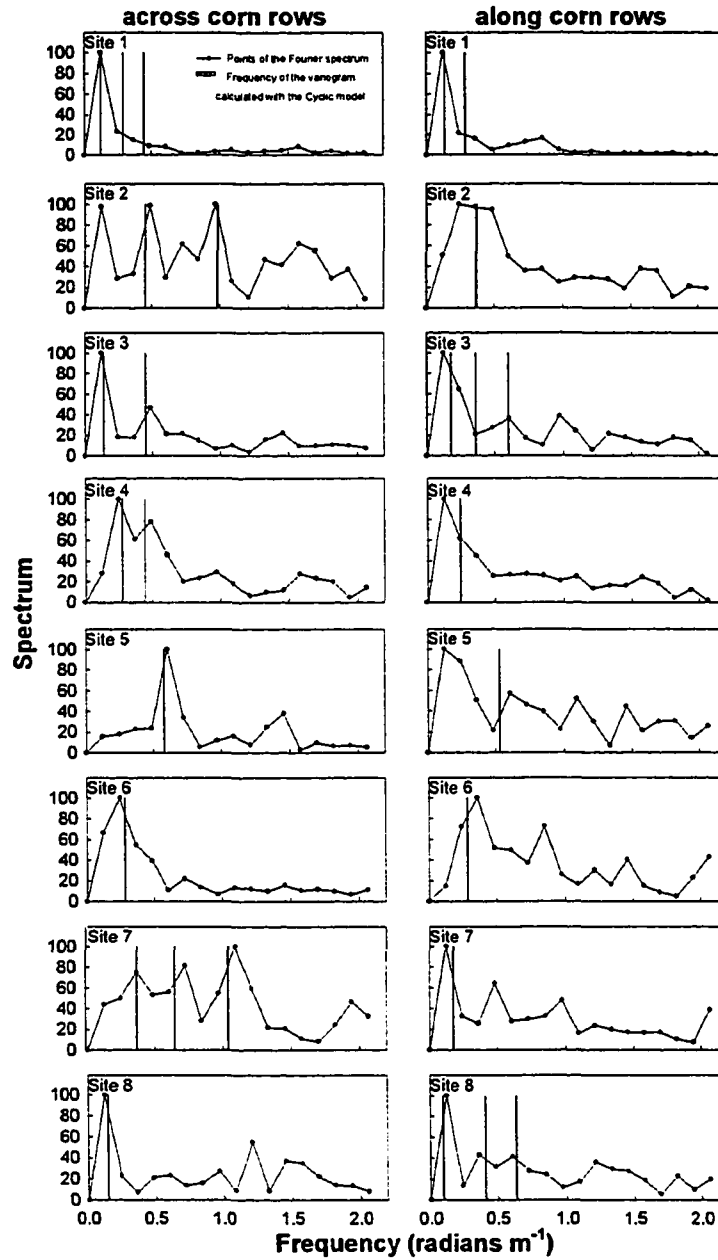 across corn rows
along corn rows
Site 1
Points of the Fourier spectrum
Frequency of the variogram
calculated with the Cyclic model
100
80
60
40
20
0
Site 1
Site 2
100
80
60
40
20
0
Site 2
Site 3
100
80
60
40
20
0
Site 3
Site 4
100
80
60
40
20
0
Site 4
Spectrum
Site 5
100
80
60
40
20
0
Site 5
Site 6
100
80
60
40
20
0
Site 6
Site 7
100
80
60
40
20
0
Site 7
Site 8
100
80
60
40
20
0
Site 8
0.0 0.5 1.0 1.5 2.0
0.0 0.5 1.0 1.5 2.0
Frequency (radians m⁻¹)